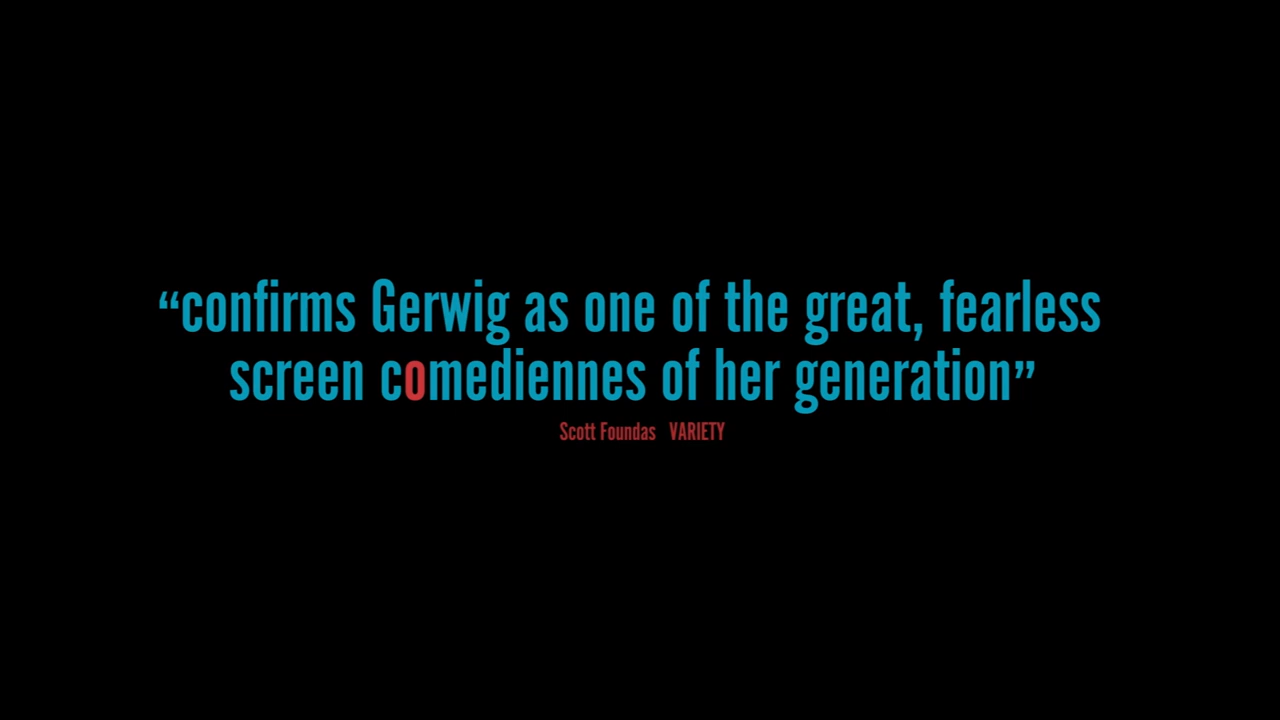 “confirms Gerwig as one of the great, fearless
screen comediennes of her generation”
Scott Foundas VARIETY